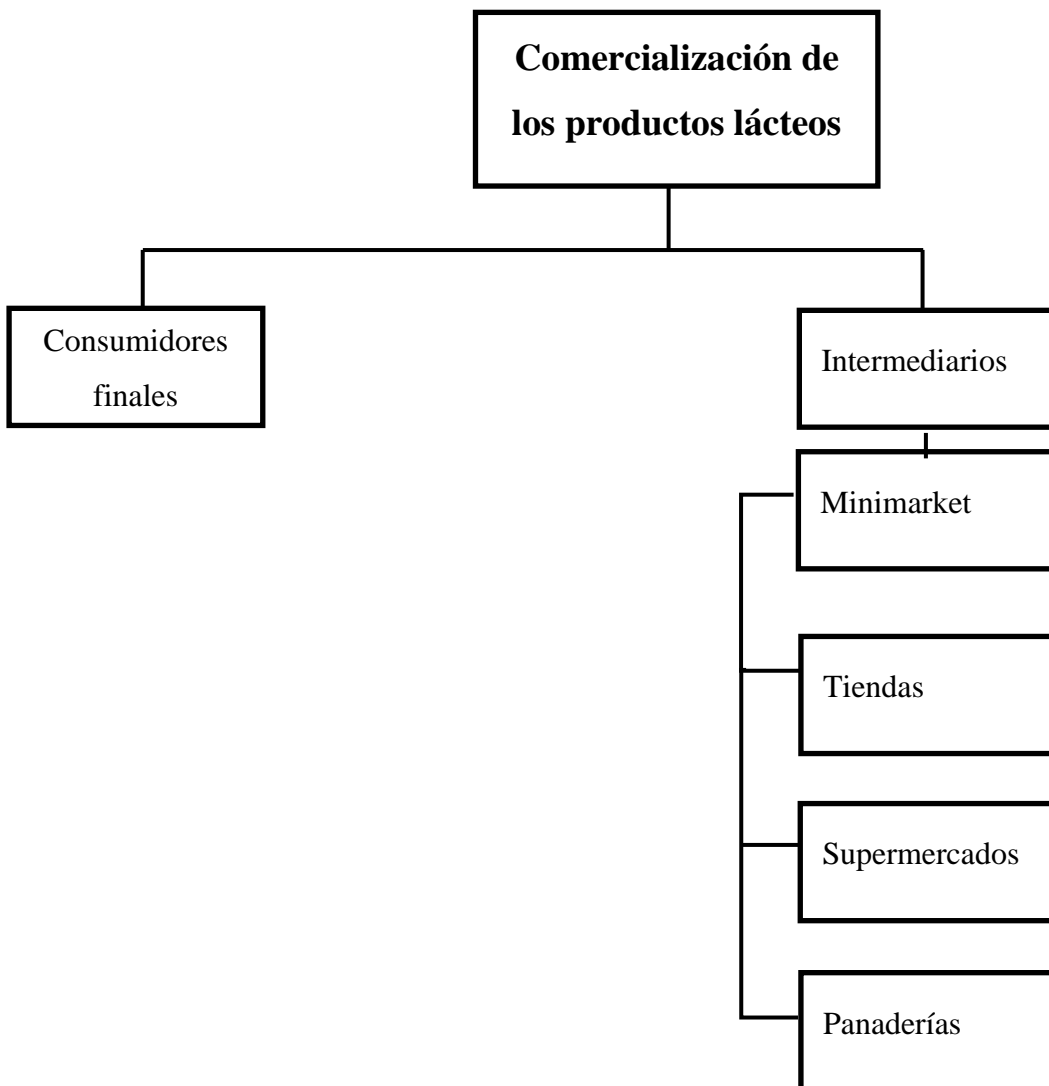 Comercialización de
los productos lácteos
Consumidores
finales
Intermediarios
Minimarket
Tiendas
Supermercados
Panaderías